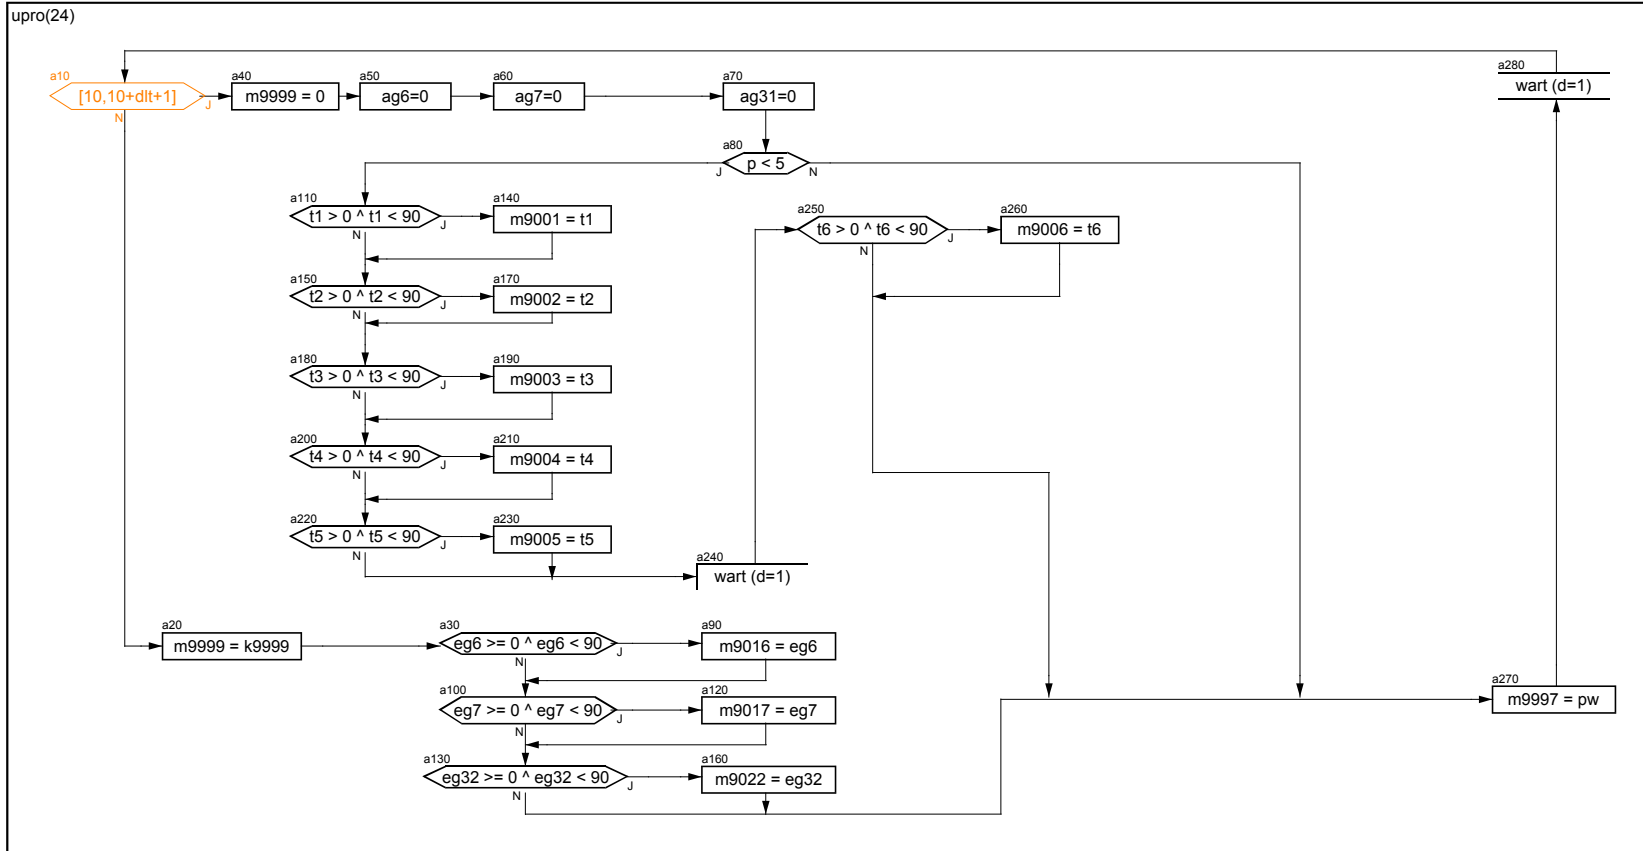 upro(24)
a10
[10,10+dlt+1]
J
N
a40
m9999 = 0
a50
ag6=0
a60
ag7=0
a70
ag31=0
a280
wart (d=1)
a80
p < 5
J
N
a110
t1 > 0 ^ t1 < 90
J
N
a140
m9001 = t1
a250
t6 > 0 ^ t6 < 90
J
N
a260
m9006 = t6
a150
t2 > 0 ^ t2 < 90
J
N
a170
m9002 = t2
a180
t3 > 0 ^ t3 < 90
J
N
a190
m9003 = t3
a200
t4 > 0 ^ t4 < 90
J
N
a210
m9004 = t4
a220
t5 > 0 ^ t5 < 90
J
N
a230
m9005 = t5
a240
wart (d=1)
a20
m9999 = k9999
a30
eg6 >= 0 ^ eg6 < 90
J
N
a90
m9016 = eg6
a100
eg7 >= 0 ^ eg7 < 90
J
N
a120
m9017 = eg7
a270
m9997 = pw
a130
eg32 >= 0 ^ eg32 < 90
J
N
a160
m9022 = eg32